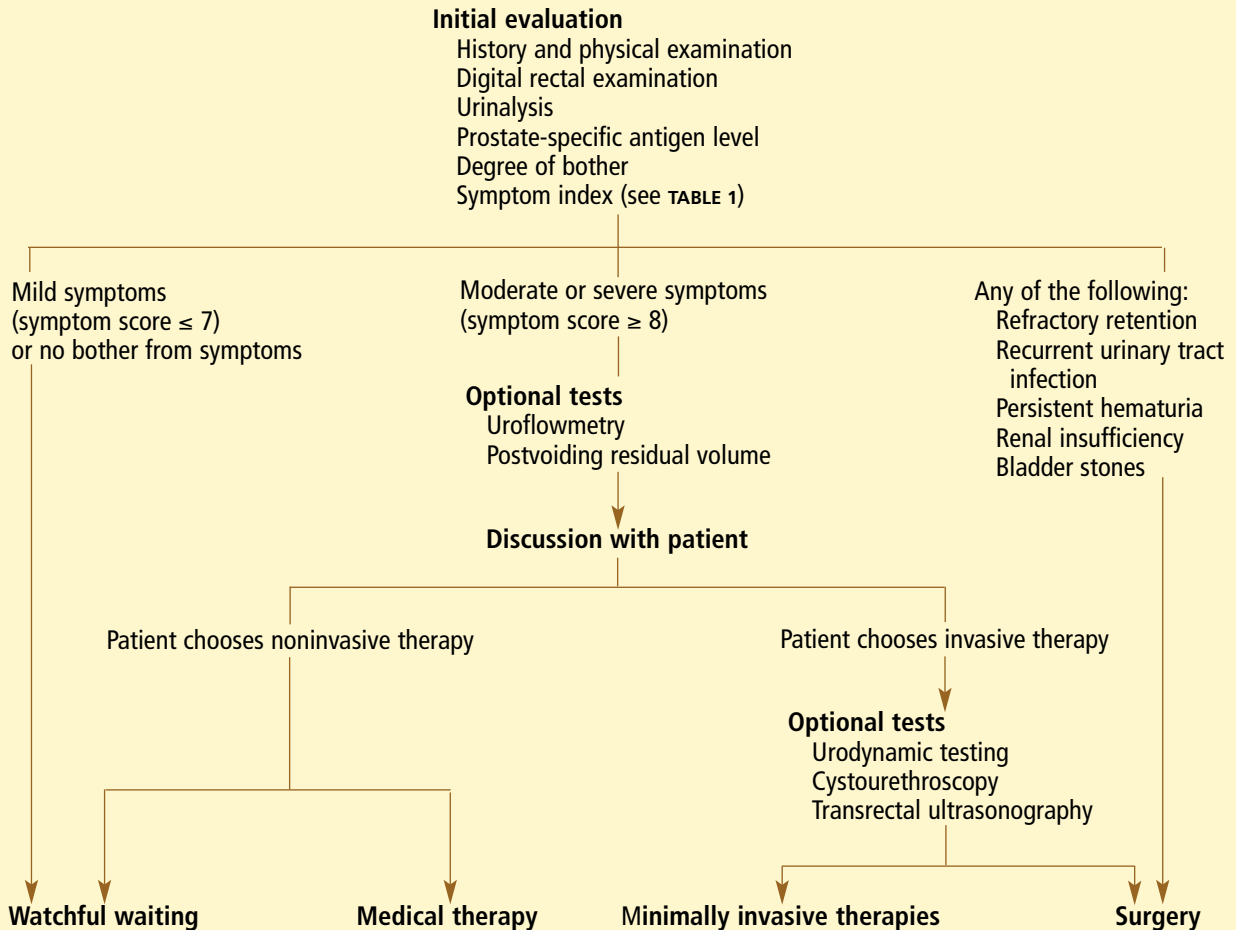 Initial evaluation
History and physical examination
Digital rectal examination
Urinalysis
Prostate-specific antigen level
Degree of bother
Symptom index (see TABLE 1)
Mild symptoms
(symptom score ≤ 7)
or no bother from symptoms
Moderate or severe symptoms
(symptom score ≥ 8)
Optional tests
Uroflowmetry
Postvoiding residual volume
Any of the following:
Refractory retention
Recurrent urinary tract
infection
Persistent hematuria
Renal insufficiency
Bladder stones
Discussion with patient
Patient chooses noninvasive therapy
Patient chooses invasive therapy
Optional tests
Urodynamic testing
Cystourethroscopy
Transrectal ultrasonography
Watchful waiting
Medical therapy
Minimally invasive therapies
Surgery